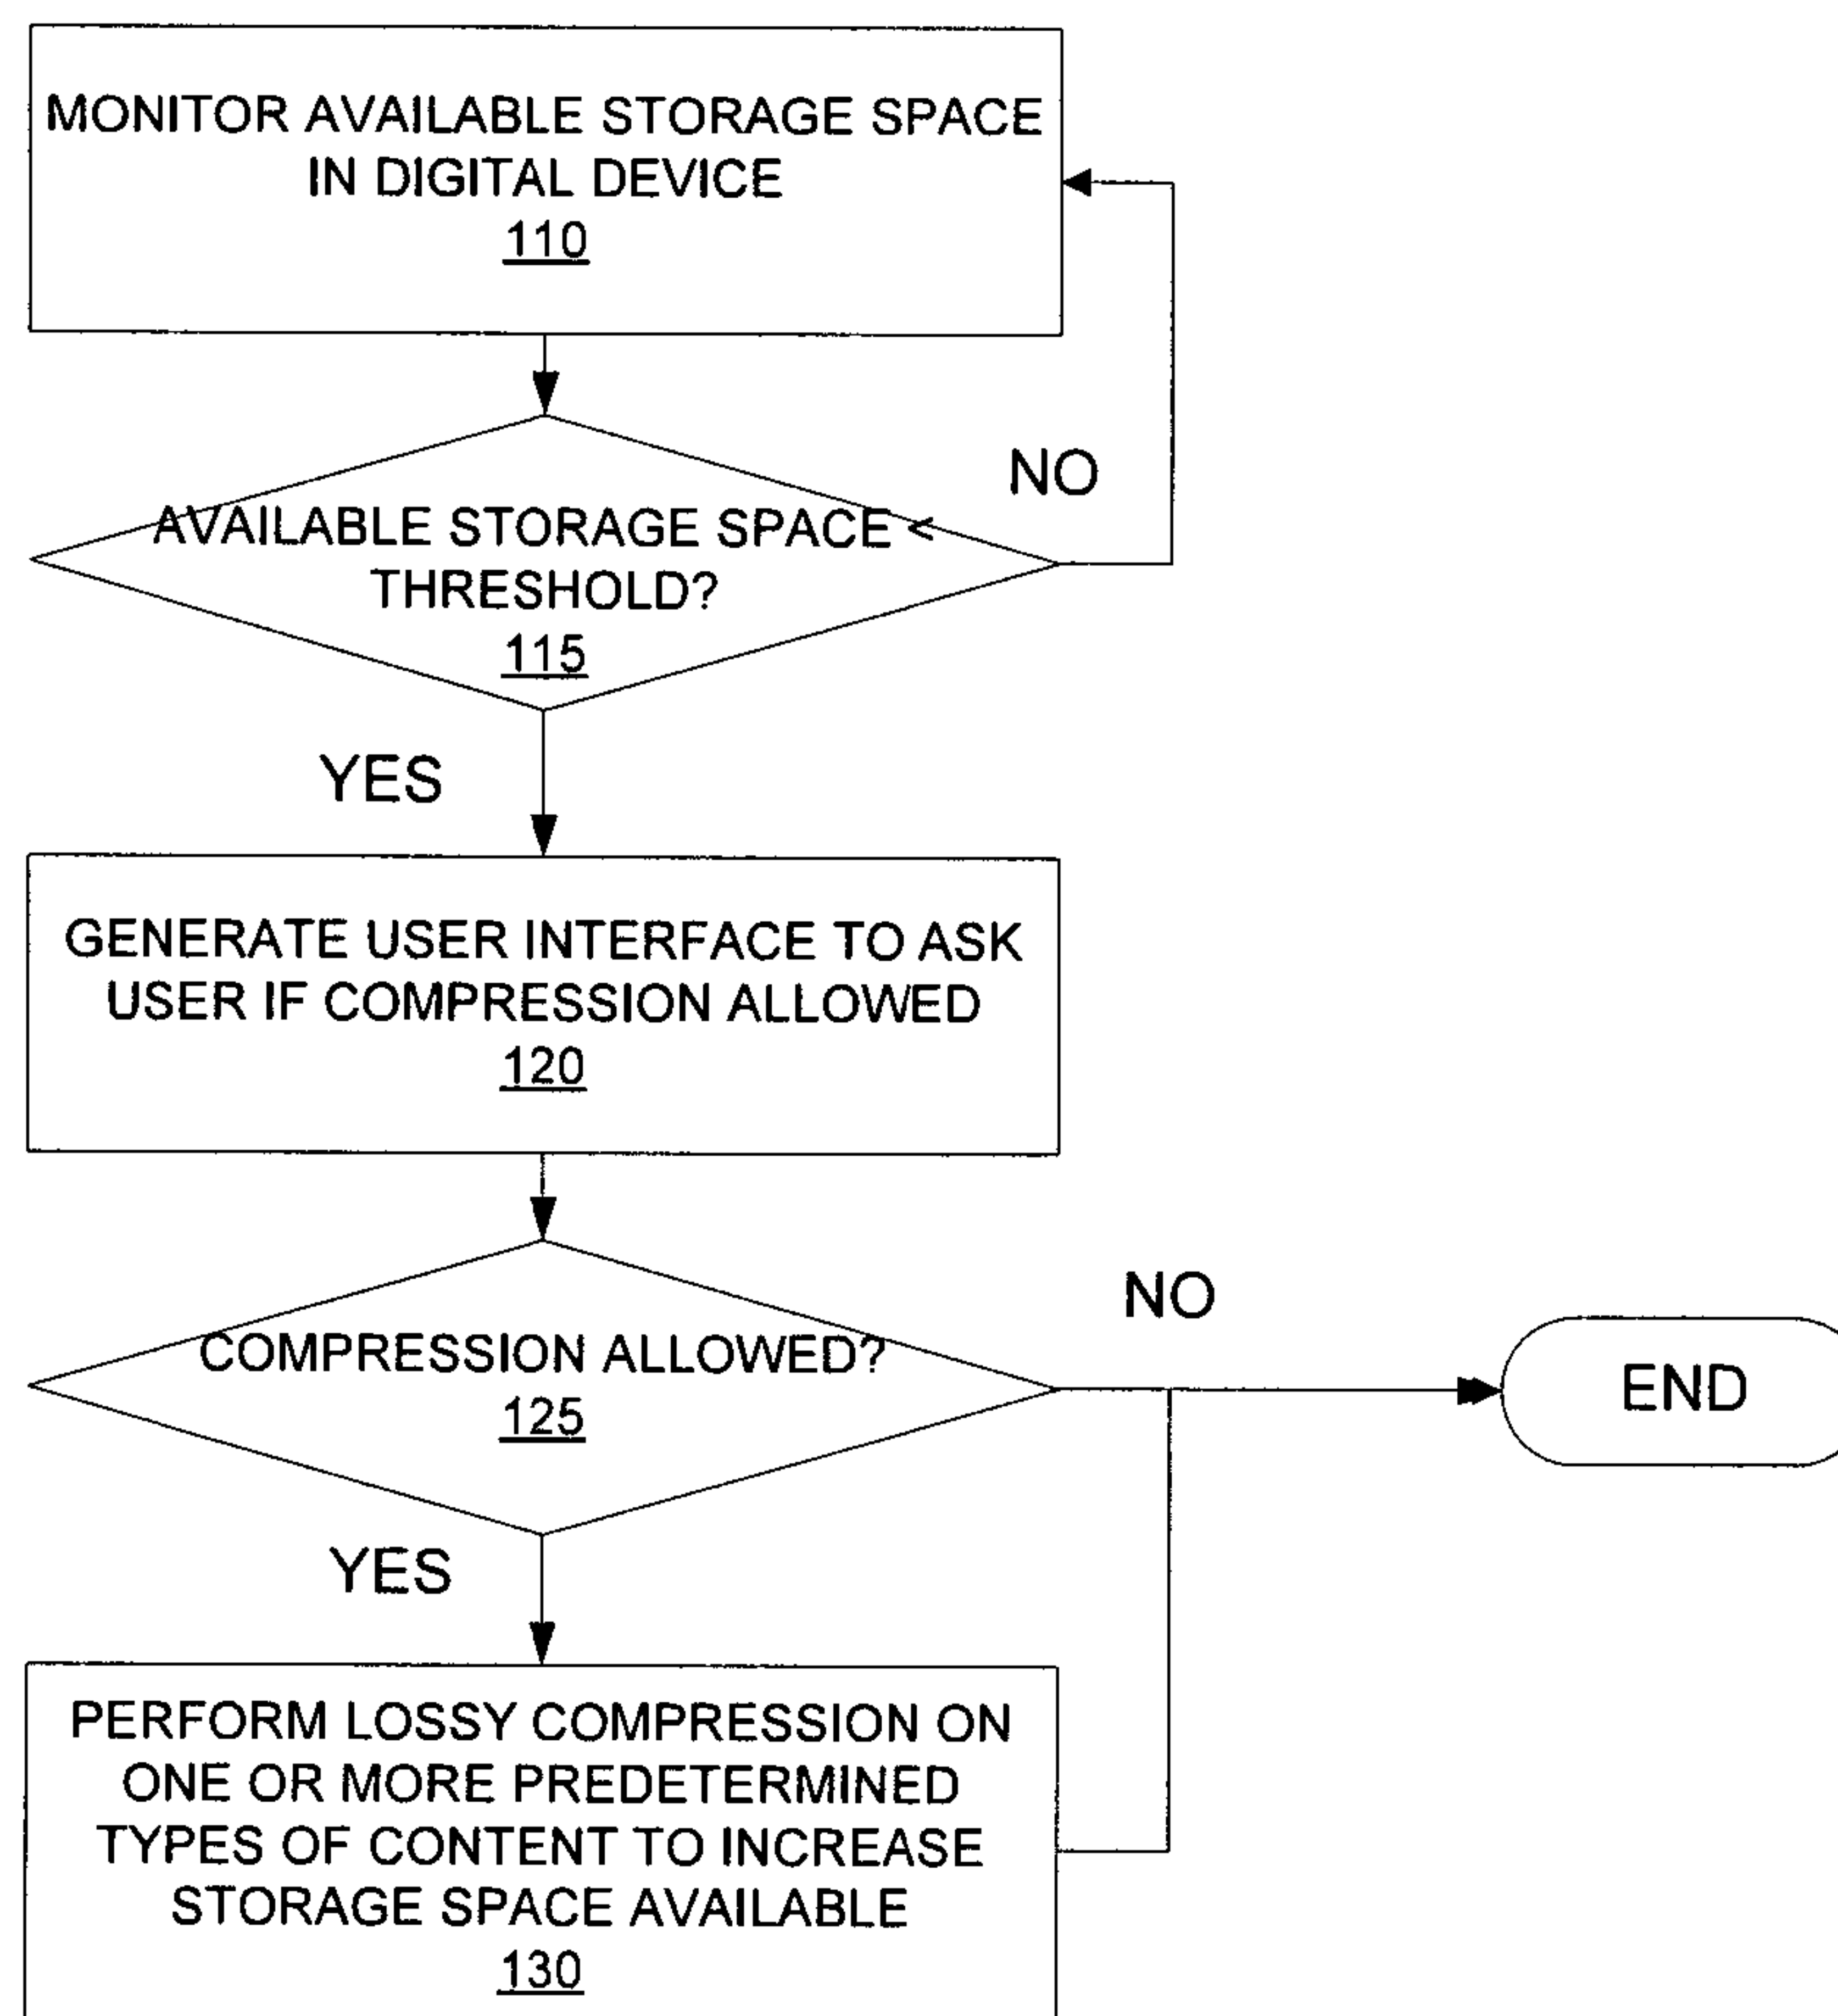 MONITOR AVAILABLE STORAGE SPACE
IN DIGITAL DEVICE
110
NO
AVAILABLE STORAGE SPACE <
THRESHOLD?
115
YES
GENERATE USER INTERFACE TO ASK
USER IF COMPRESSION ALLOWED
120
NO
COMPRESSION ALLOWED?
125
END
YES
PERFORM LOSSY COMPRESSION ON
ONE OR MORE PREDETERMINED
TYPES OF CONTENT TO INCREASE
STORAGE SPACE AVAILABLE
130